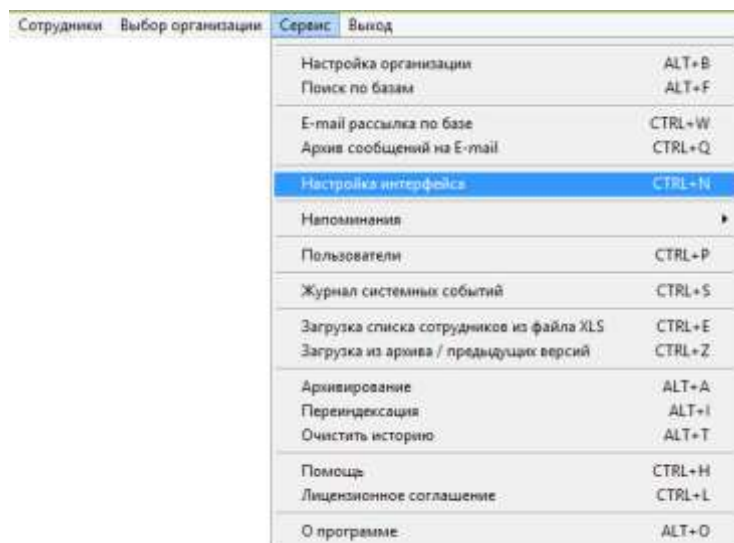 Сотрудники Выбор организации Сервис Выход
Настройка организации ALT+B
Поиск по базам ALT+F
E-mail рассылка по базе CTRL+W
Архив сообщений на E-mail CTRL+Q
Настройка интерфейса CTRL+N
Напоминания
Пользователи CTRL+P
Журнал системных событий CTRL+S
Загрузка списка сотрудников из файла XLS CTRL+E
Загрузка из архива / предыдущих версий CTRL+Z
Архивирование ALT+A
Переиндексация ALT+I
Очистить историю ALT+T
Помощь CTRL+H
Лицензионное соглашение CTRL+L
О программе ALT+O